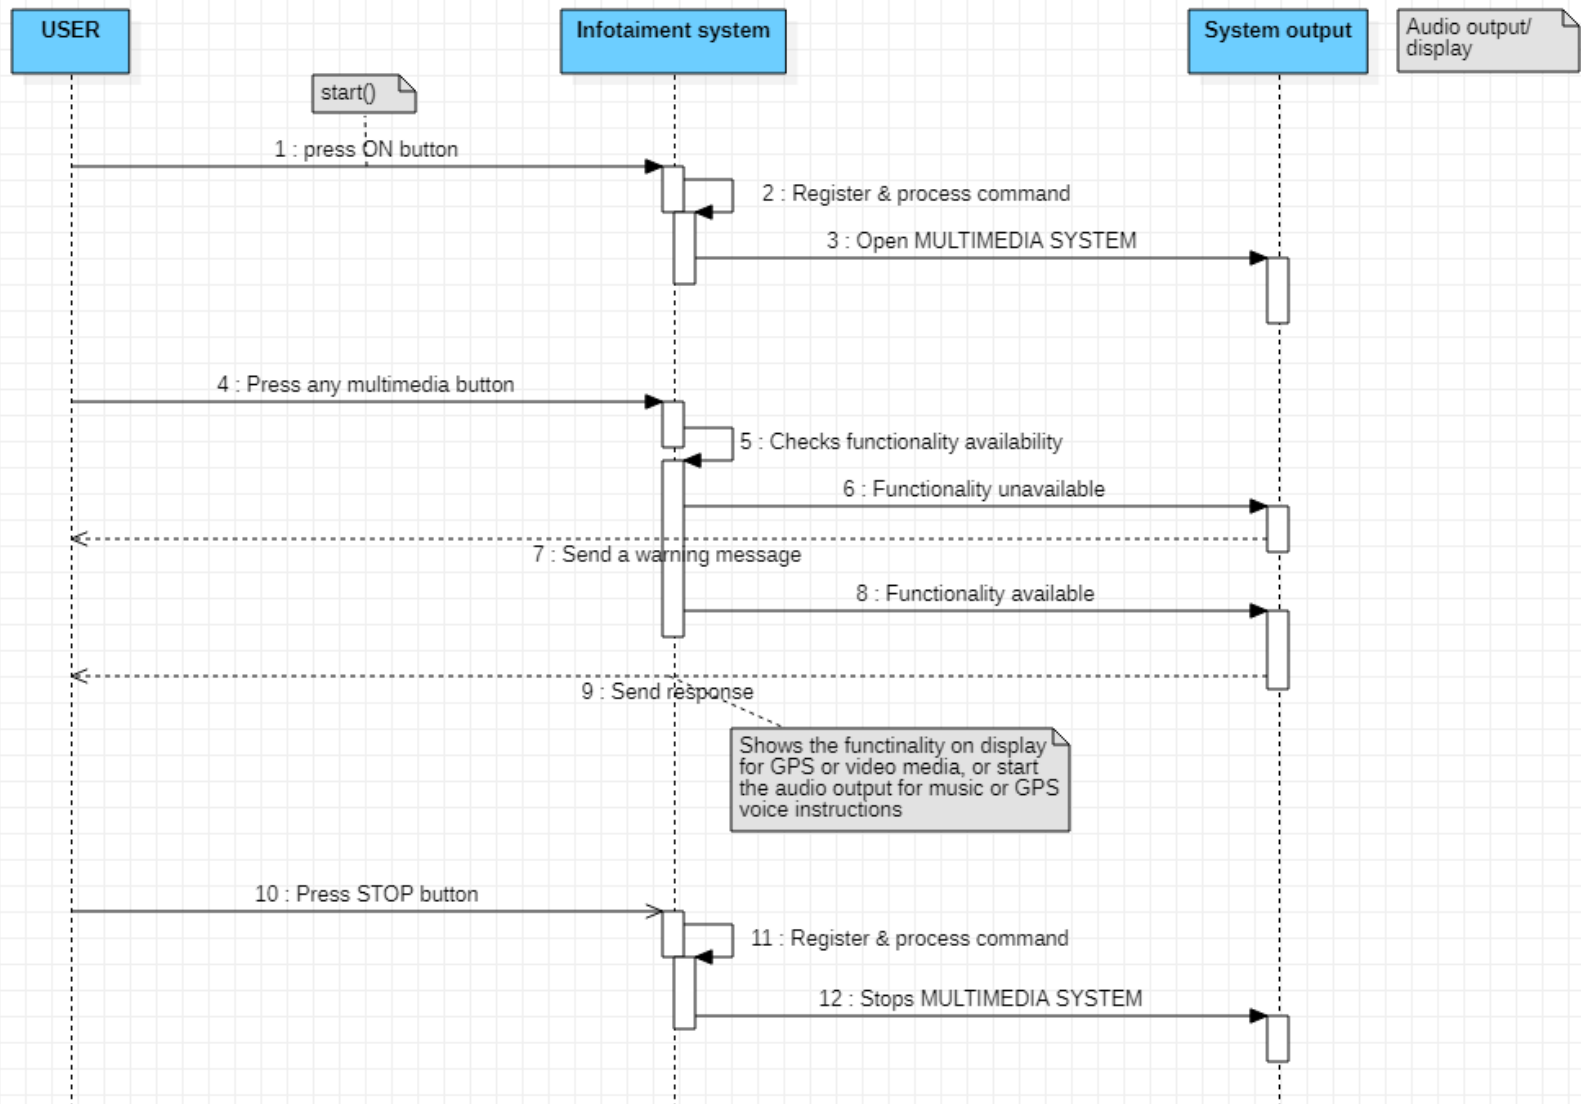 USER
Infotaiment system
System output
Audio output/
display
start()
1 : press ON button
2 : Register & process command
3 : Open MULTIMEDIA SYSTEM
4 : Press any multimedia button
5 : Checks functionality availability
6 : Functionality unavailable
7 : Send a warning message
8 : Functionality available
9 : Send response
Shows the functinality on display
for GPS or video media, or start
the audio output for music or GPS
voice instructions
10 : Press STOP button
11 : Register & process command
12 : Stops MULTIMEDIA SYSTEM